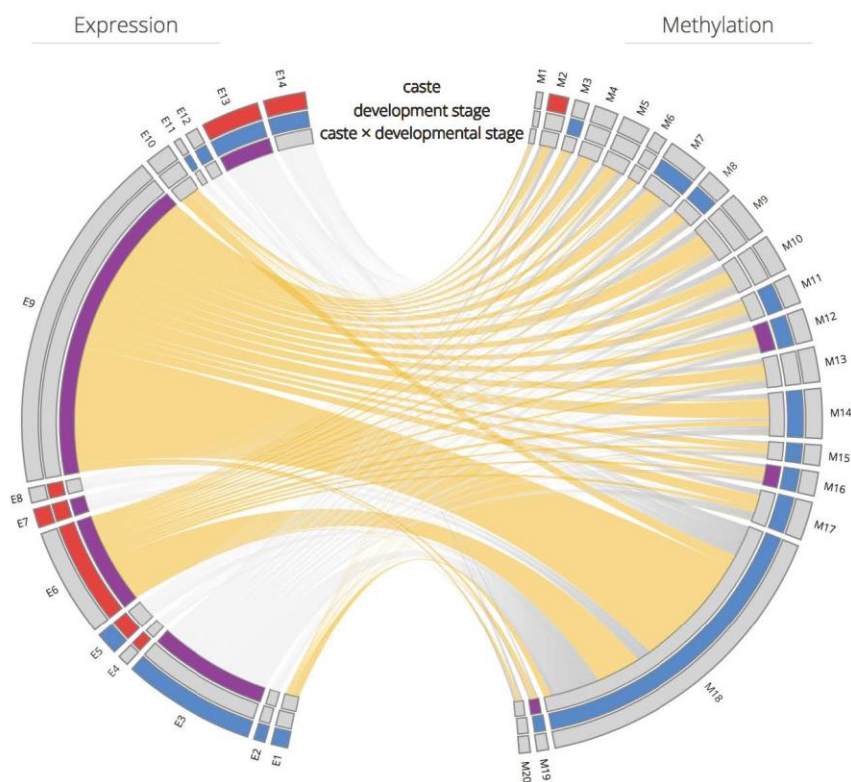 Expression
Methylation
caste
development stage
caste × developmental stage
E14
E13
E12
E11
E10
E9
E8
E7
E6
E5
E4
E3
E2
E1
M1
M2
M3
M4
M5
M6
M7
M8
M9
M10
M11
M12
M13
M14
M15
M16
M17
M18
M19
M20